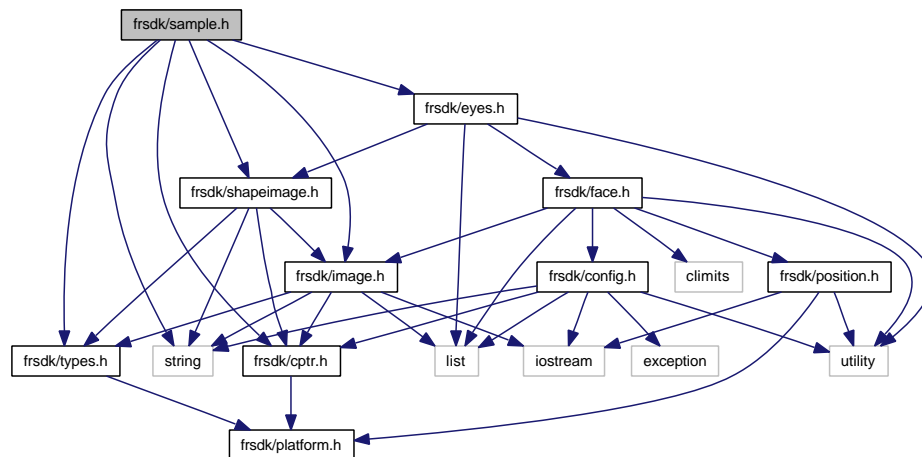 frsdk/sample.h
frsdk/eyes.h
frsdk/shapeimage.h
frsdk/face.h
frsdk/image.h
frsdk/config.h
climits
frsdk/position.h
frsdk/types.h
string
frsdk/cptr.h
list
iostream
exception
utility
frsdk/platform.h